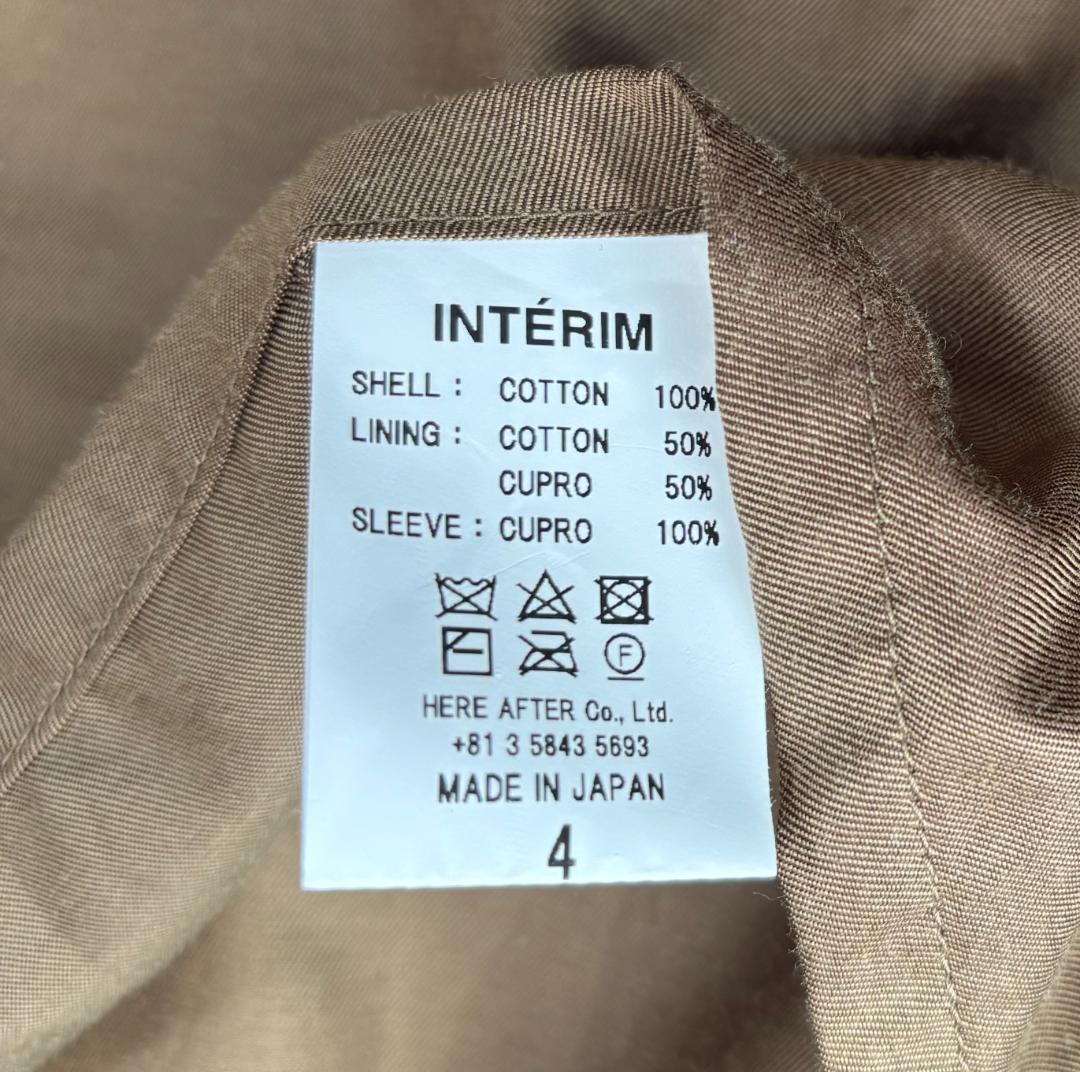 INTÉRIM
SHELL : COTTON 100%
LINING : COTTON 50%
CUPRO 50%
SLEEVE : CUPRO 100%
F
HERE AFTER Co., Ltd.
+81 3 5843 5693
MADE IN JAPAN
4